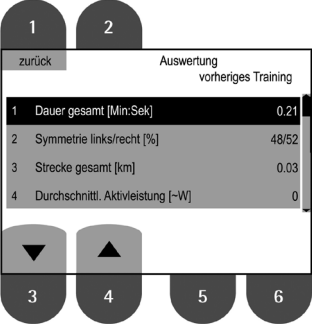 1 2
zurück Auswertung
vorheriges Training
1 Dauer gesamt [Min:Sek] 0.21
2 Symmetrie links/recht [%] 48/52
3 Strecke gesamt [km] 0.03
4 Durchschnittl. Aktivleistung [~W] 0
3 4 5 6